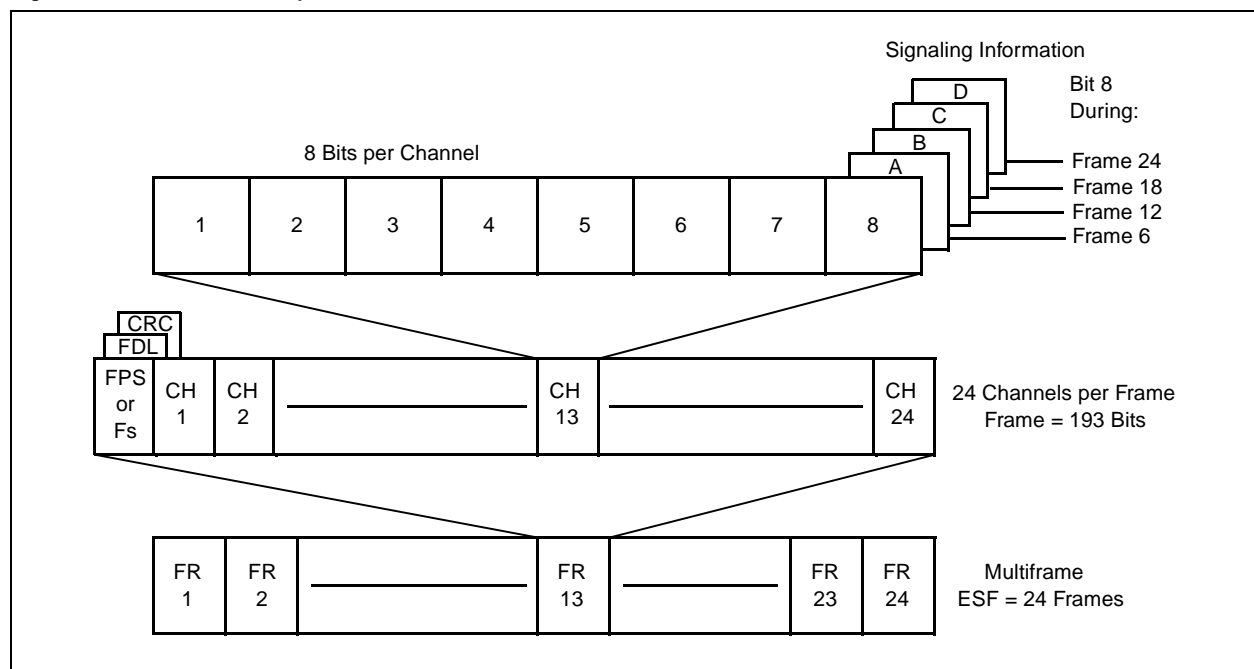 Signaling Information
Bit 8
During:
D
C
B
A
Frame 24
Frame 18
Frame 12
Frame 6
8 Bits per Channel
1 2 3 4 5 6 7 8
CRC
FDL
FPS
or
Fs
CH
1
CH
2
CH
13
CH
24
24 Channels per Frame
Frame = 193 Bits
FR
1
FR
2
FR
13
FR
23
FR
24
Multiframe
ESF = 24 Frames